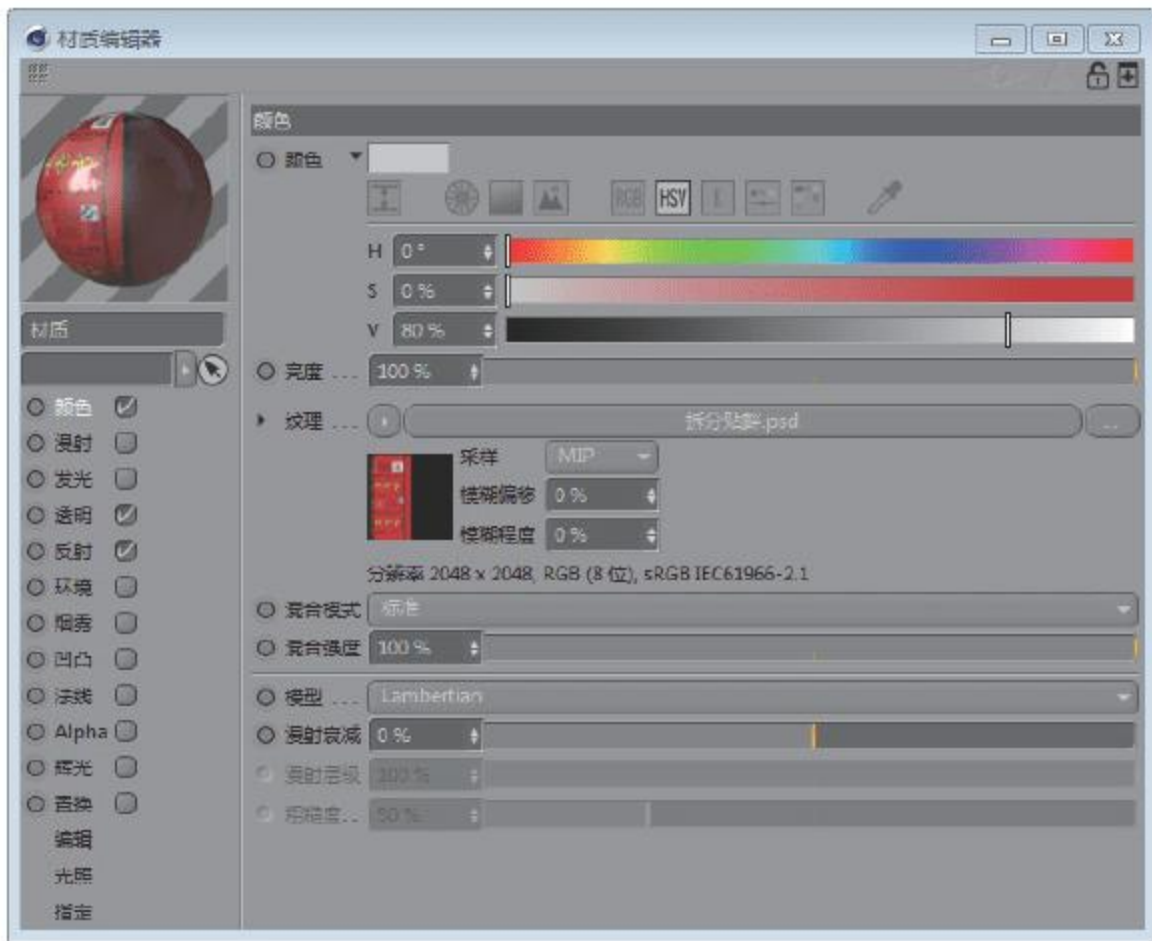 材质编辑器
颜色
颜色
RGB HSV
H 0°
S 0%
V 80%
亮度 ... 100%
纹理 ... .psd ...
采样 MIP
模糊偏移 0%
模糊程度 0%
分辨率 2048 x 2048, RGB (8 位), sRGB IEC61966-2.1
混合模式 标准
混合强度 100%
模型 ... Lambertian
漫射衰减 0%
漫射层级 100%
粗糙度.. 50%
材质
颜色
漫射
发光
透明
反射
环境
烟雾
凹凸
法线
Alpha
辉光
置换
编辑
光照
指定